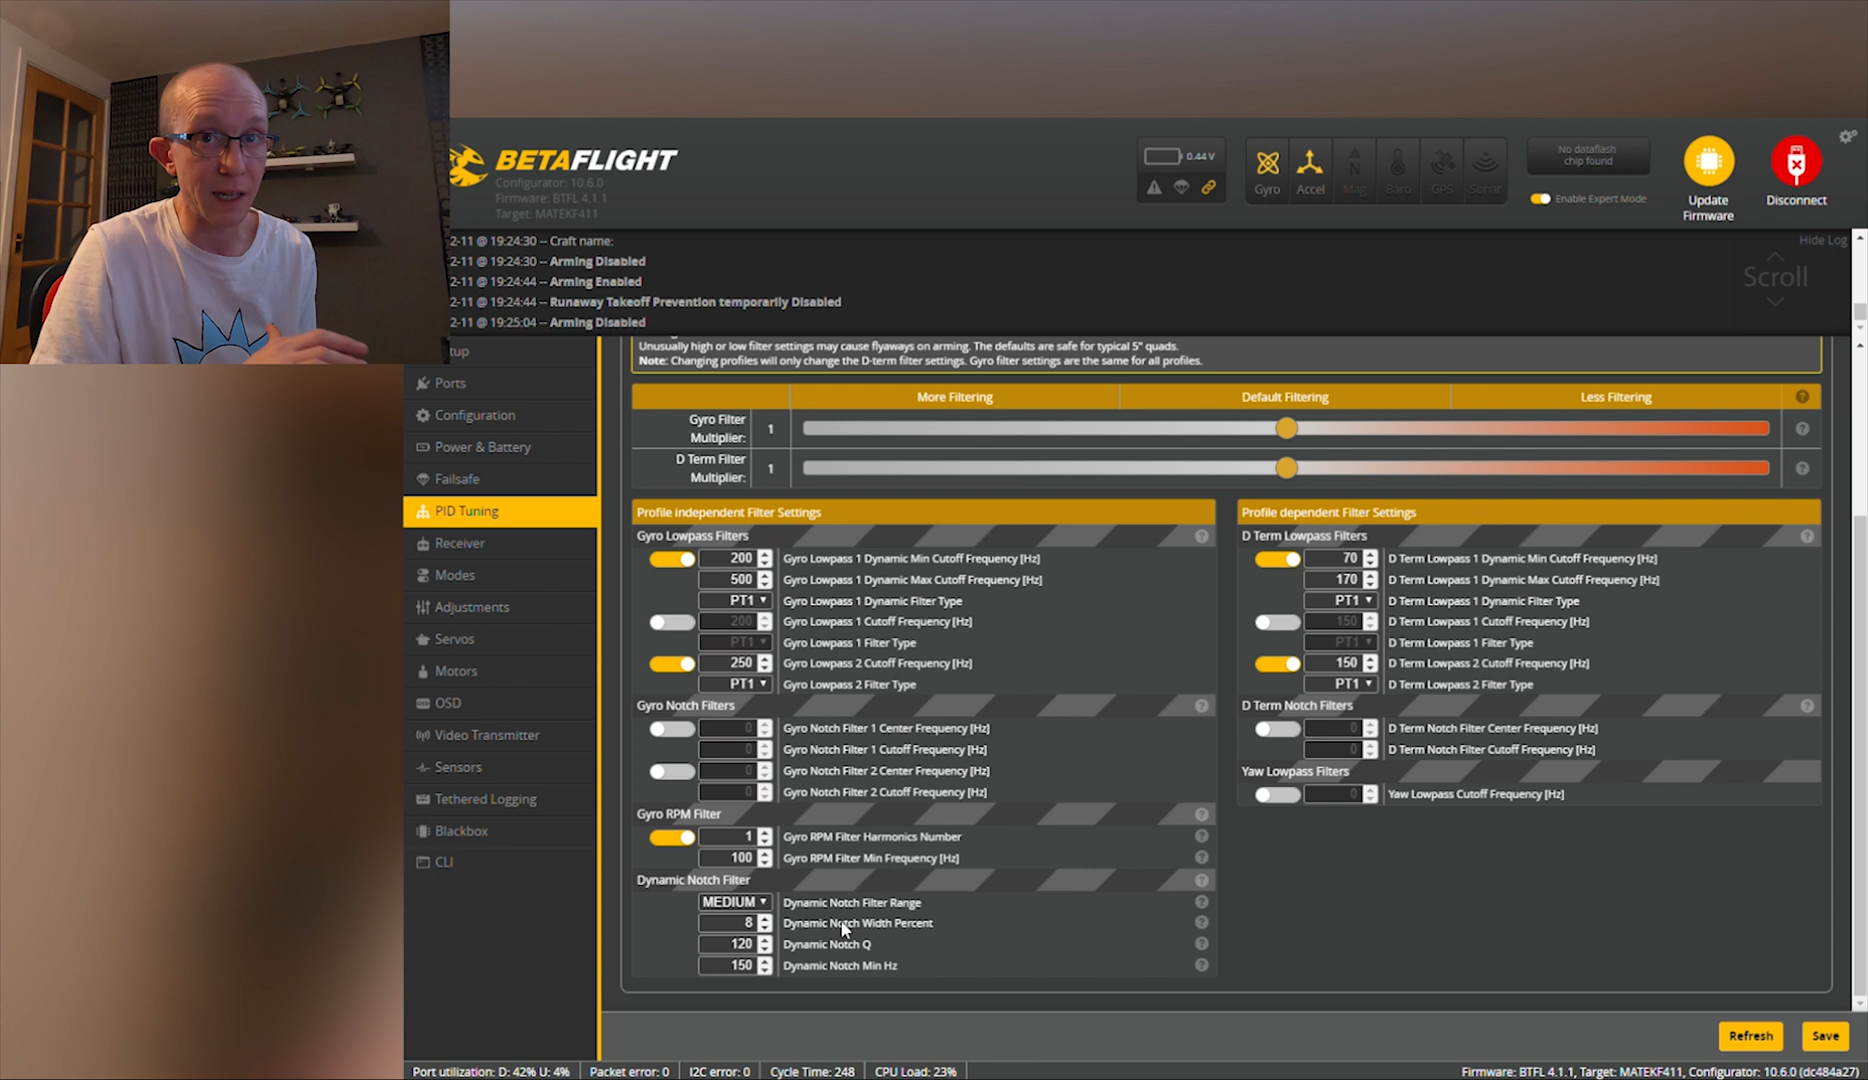 BETAFLIGHT
Configurator: 10.6.0
Firmware: BTFL 4.1.1
Target: MATEKF411
0.44 V
Gyro
Accel
Mag
Baro
GPS
Sonar
No dataflash
chip found
Enable Expert Mode
Update
Firmware
Disconnect
2-11 @ 19:24:30 -- Craft name:
2-11 @ 19:24:30 -- Arming Disabled
2-11 @ 19:24:44 -- Arming Enabled
2-11 @ 19:24:44 -- Runaway Takeoff Prevention temporarily Disabled
2-11 @ 19:25:04 -- Arming Disabled
Hide Log
Scroll
tup
Ports
Configuration
Power & Battery
Failsafe
PID Tuning
Receiver
Modes
Adjustments
Servos
Motors
OSD
Video Transmitter
Sensors
Tethered Logging
Blackbox
CLI
Unusually high or low filter settings may cause flyaways on arming. The defaults are safe for typical 5" quads.
Note: Changing profiles will only change the D-term filter settings. Gyro filter settings are the same for all profiles.
More Filtering Default Filtering Less Filtering
Gyro Filter
Multiplier: 1
D Term Filter
Multiplier: 1
Profile independent Filter Settings
Gyro Lowpass Filters
200 Gyro Lowpass 1 Dynamic Min Cutoff Frequency [Hz]
500 Gyro Lowpass 1 Dynamic Max Cutoff Frequency [Hz]
PT1 Gyro Lowpass 1 Dynamic Filter Type
200 Gyro Lowpass 1 Cutoff Frequency [Hz]
PT1 Gyro Lowpass 1 Filter Type
250 Gyro Lowpass 2 Cutoff Frequency [Hz]
PT1 Gyro Lowpass 2 Filter Type
Gyro Notch Filters
0 Gyro Notch Filter 1 Center Frequency [Hz]
0 Gyro Notch Filter 1 Cutoff Frequency [Hz]
0 Gyro Notch Filter 2 Center Frequency [Hz]
0 Gyro Notch Filter 2 Cutoff Frequency [Hz]
Gyro RPM Filter
1 Gyro RPM Filter Harmonics Number
100 Gyro RPM Filter Min Frequency [Hz]
Dynamic Notch Filter
MEDIUM Dynamic Notch Filter Range
8 Dynamic Notch Width Percent
120 Dynamic Notch Q
150 Dynamic Notch Min Hz
Profile dependent Filter Settings
D Term Lowpass Filters
70 D Term Lowpass 1 Dynamic Min Cutoff Frequency [Hz]
170 D Term Lowpass 1 Dynamic Max Cutoff Frequency [Hz]
PT1 D Term Lowpass 1 Dynamic Filter Type
150 D Term Lowpass 1 Cutoff Frequency [Hz]
PT1 D Term Lowpass 1 Filter Type
150 D Term Lowpass 2 Cutoff Frequency [Hz]
PT1 D Term Lowpass 2 Filter Type
D Term Notch Filters
0 D Term Notch Filter Center Frequency [Hz]
0 D Term Notch Filter Cutoff Frequency [Hz]
Yaw Lowpass Filters
0 Yaw Lowpass Cutoff Frequency [Hz]
Refresh
Save
Port utilization: D: 42% U: 4% Packet error: 0 I2C error: 0 Cycle Time: 248 CPU Load: 23% Firmware: BTFL 4.1.1, Target: MATEKF411, Configurator: 10.6.0 (dc484a27)